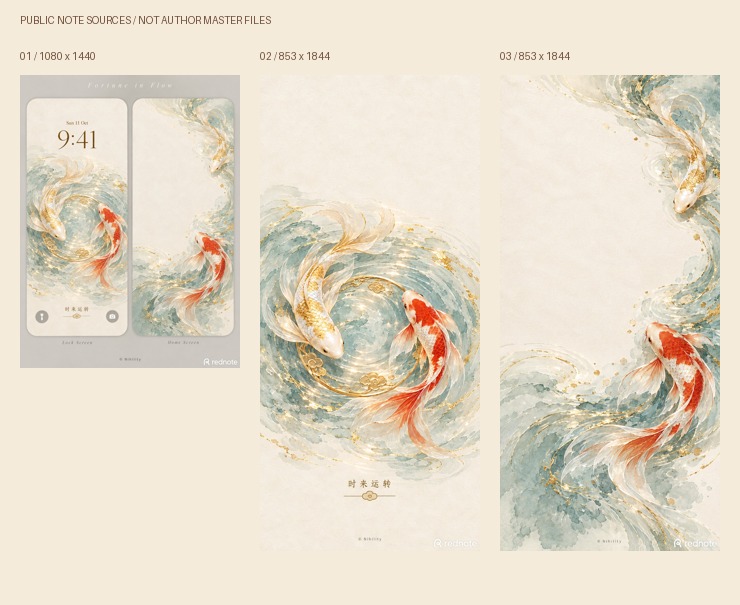 PUBLIC NOTE SOURCES / NOT AUTHOR MASTER FILES
01 / 1080 x 1440
02 / 853 x 1844
03 / 853 x 1844
Fortune in Flow
9:41
时来运转
Lock Screen
Home Screen
rednote
时来运转
rednote
rednote